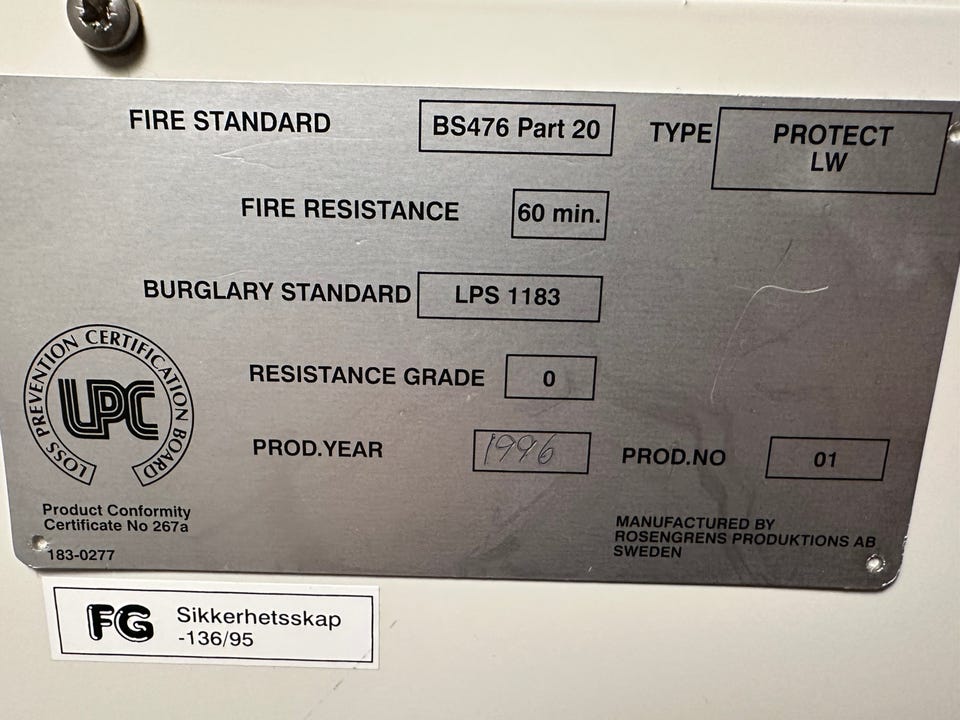 FIRE STANDARD BS476 Part 20 TYPE PROTECT
LW
FIRE RESISTANCE 60 min.
BURGLARY STANDARD LPS 1183
RESISTANCE GRADE 0
PROD.YEAR 1996 PROD.NO 01
LOSS PREVENTION CERTIFICATION BOARD
LPC
Product Conformity
Certificate No 267a
183-0277
MANUFACTURED BY
ROSENGRENS PRODUKTIONS AB
SWEDEN
FG Sikkerhetsskap
-136/95